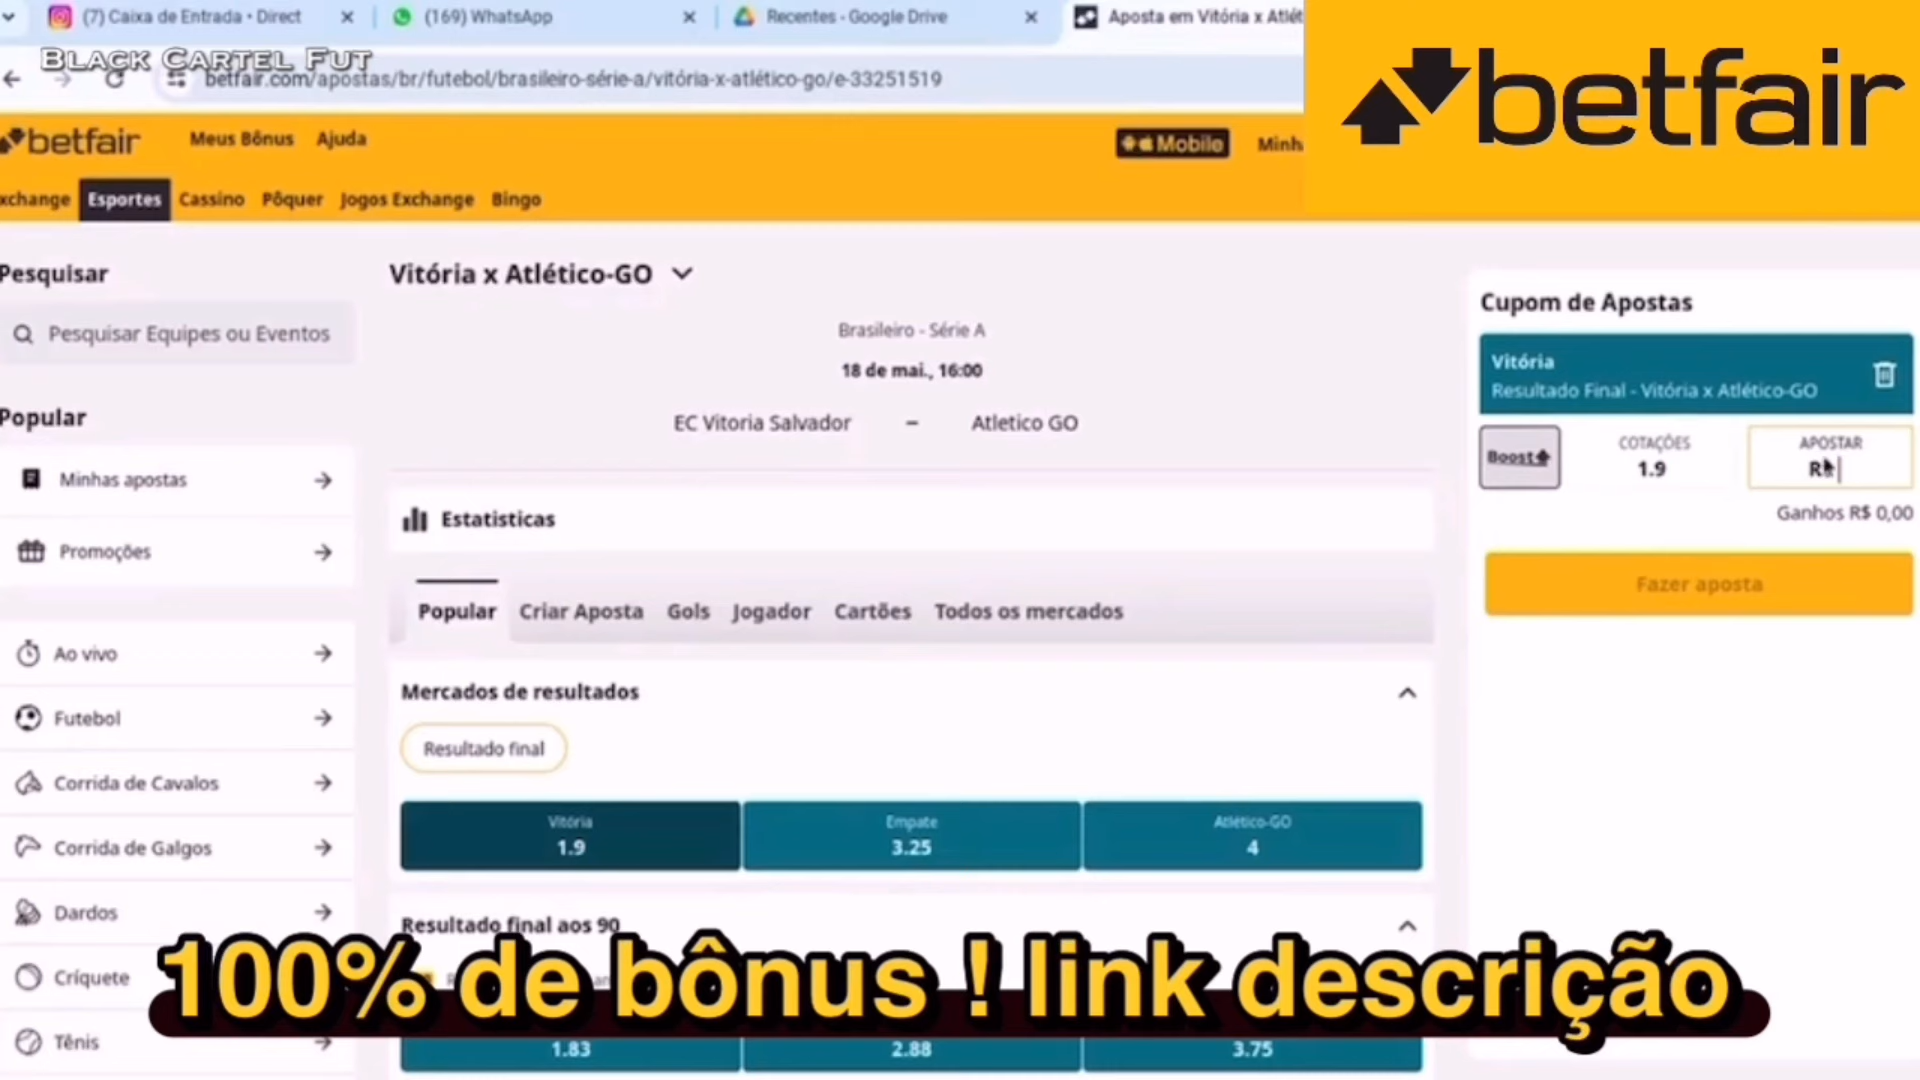 (7) Caixa de Entrada • Direct
(169) WhatsApp
Recentes - Google Drive
Aposta em Vitória x Atlét
BLACK CARTEL FUT
betfair.com/apostas/br/futebol/brasileiro-série-a/vitória-x-atlético-go/e-33251519
betfair
betfair
Meus Bônus
Ajuda
Mobile
Minh
xchange
Esportes
Cassino
Pôquer
Jogos Exchange
Bingo
Pesquisar
Pesquisar Equipes ou Eventos
Popular
Minhas apostas
Promoções
Ao vivo
Futebol
Corrida de Cavalos
Corrida de Galgos
Dardos
Críquete
Tênis
Vitória x Atlético-GO
Brasileiro - Série A
18 de mai., 16:00
EC Vitoria Salvador - Atletico GO
Estatisticas
Popular
Criar Aposta
Gols
Jogador
Cartões
Todos os mercados
Mercados de resultados
Resultado final
Vitória
1.9
Empate
3.25
Atlético-GO
4
Resultado final aos 90
1.83
2.88
3.75
Cupom de Apostas
Vitória
Resultado Final - Vitória x Atlético-GO
Boost
COTAÇÕES
1.9
APOSTAR
Ganhos R$ 0,00
Fazer aposta
100% de bônus ! link descrição